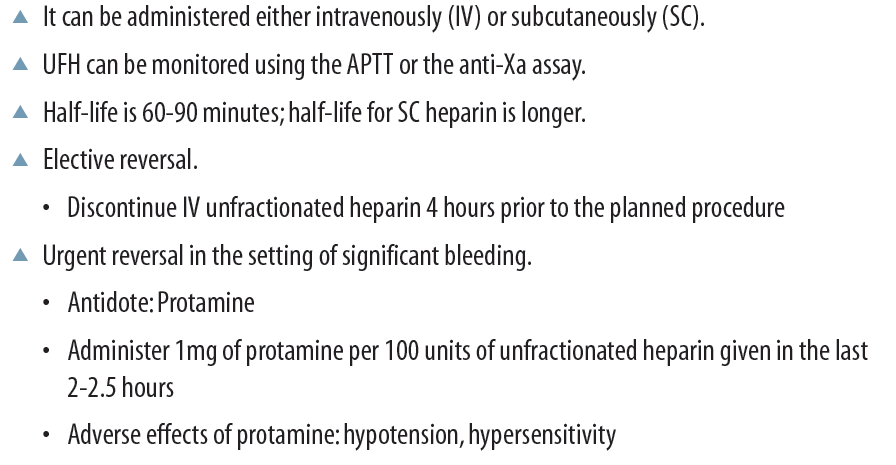 ▲ It can be administered either intravenously (IV) or subcutaneously (SC).
▲ UFH can be monitored using the APTT or the anti-Xa assay.
▲ Half-life is 60-90 minutes; half-life for SC heparin is longer.
▲ Elective reversal.
• Discontinue IV unfractionated heparin 4 hours prior to the planned procedure
▲ Urgent reversal in the setting of significant bleeding.
• Antidote: Protamine
• Administer 1mg of protamine per 100 units of unfractionated heparin given in the last
2-2.5 hours
• Adverse effects of protamine: hypotension, hypersensitivity